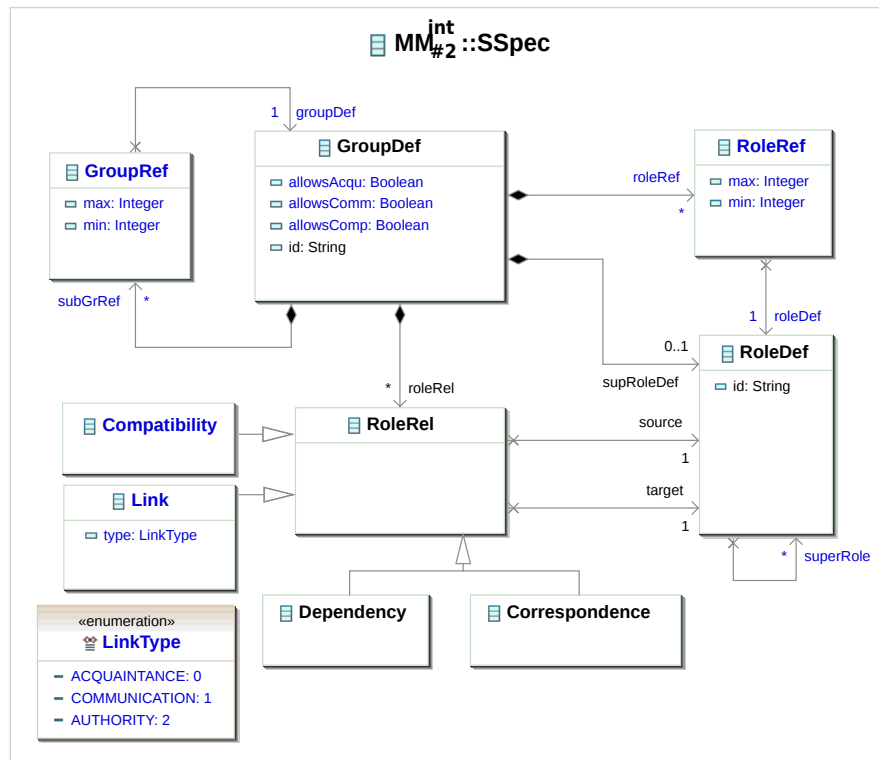 MM int #2 ::SSpec
1 groupDef
GroupRef
max: Integer
min: Integer
GroupDef
allowsAcqu: Boolean
allowsComm: Boolean
allowsComp: Boolean
id: String
roleRef
*
RoleRef
max: Integer
min: Integer
subGrRef *
1 roleDef
0..1
supRoleDef
RoleDef
id: String
* roleRel
Compatibility
RoleRel
source
1
Link
type: LinkType
target
1
* superRole
Dependency
Correspondence
«enumeration»
LinkType
ACQUAINTANCE: 0
COMMUNICATION: 1
AUTHORITY: 2